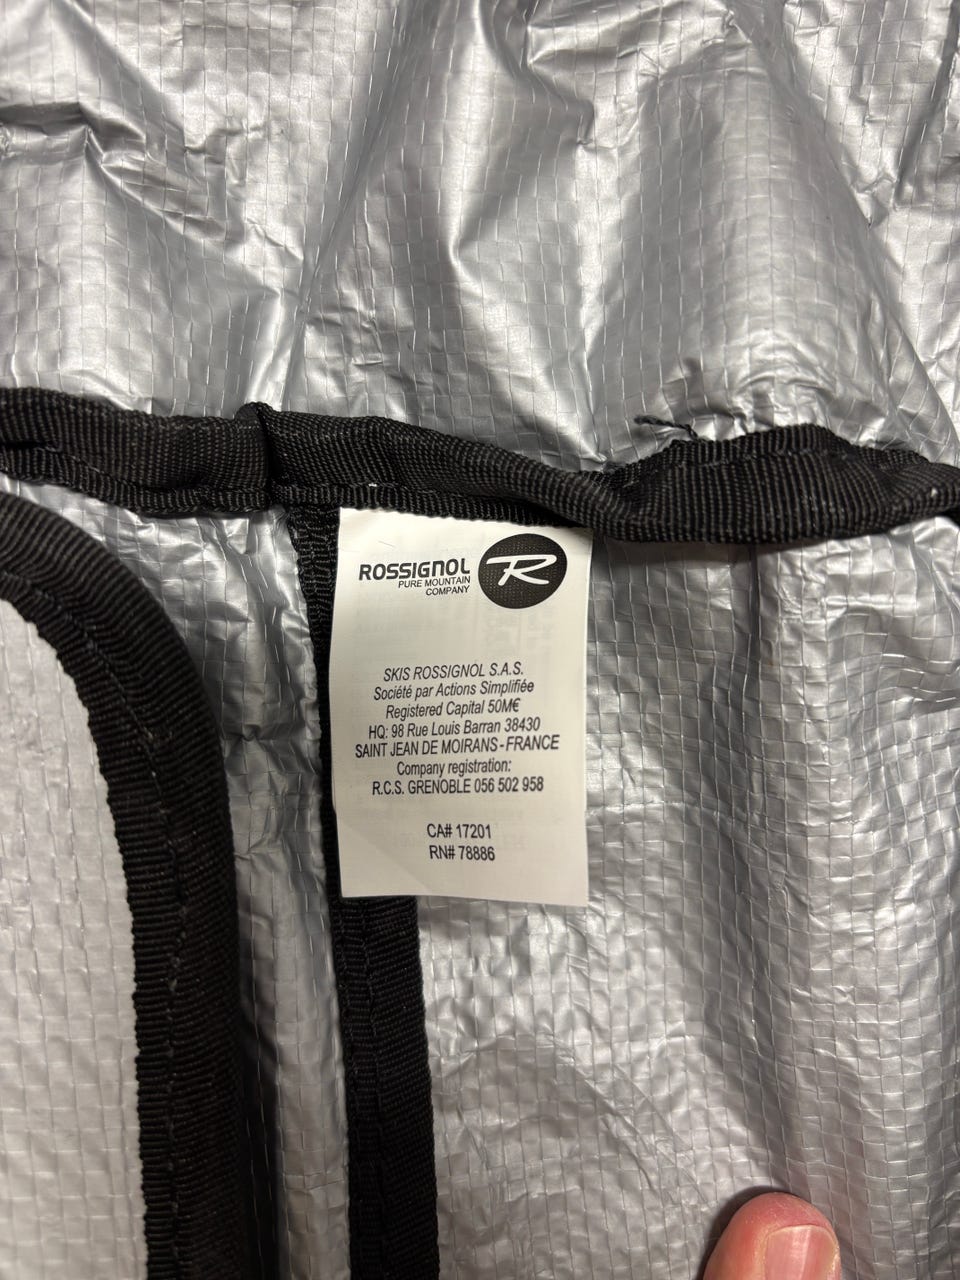 ROSSIGNOL R
PURE MOUNTAIN
COMPANY
SKIS ROSSIGNOL S.A.S.
Société par Actions Simplifiée
Registered Capital 50M€
HQ: 98 Rue Louis Barran 38430
SAINT JEAN DE MOIRANS - FRANCE
Company registration:
R.C.S. GRENOBLE 056 502 958
CA# 17201
RN# 78886